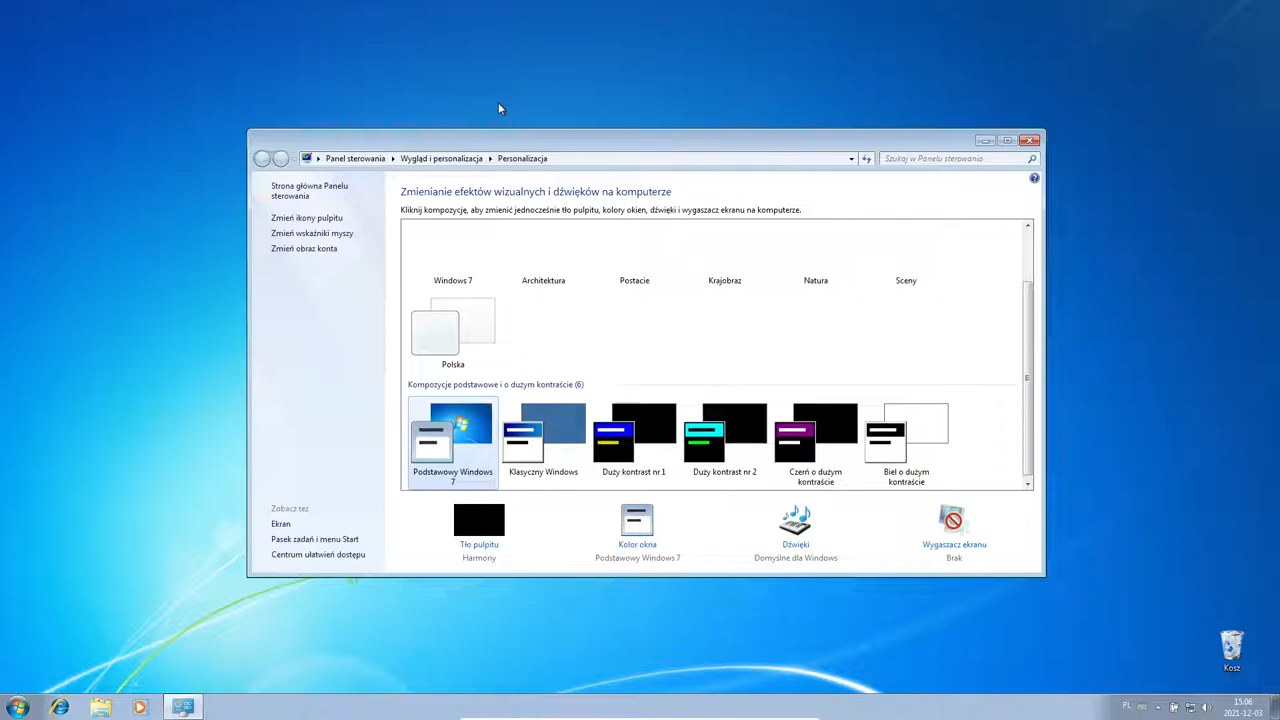 Panel sterowania
Wygląd i personalizacja
Personalizacja
Szukaj w Panelu sterowania
Strona główna Panelu
sterowania
Zmień ikony pulpitu
Zmień wskaźniki myszy
Zmień obraz konta
Zmienianie efektów wizualnych i dźwięków na komputerze
Kliknij kompozycję, aby zmienić jednocześnie tło pulpitu, kolory okien, dźwięki i wygaszacz ekranu na komputerze.
Windows 7
Architektura
Postacie
Krajobraz
Natura
Sceny
Polska
Kompozycje podstawowe i o dużym kontraście (6)
Podstawowy Windows
7
Klasyczny Windows
Duży kontrast nr 1
Duży kontrast nr 2
Czerń o dużym
kontraście
Biel o dużym
kontraście
Zobacz też
Ekran
Pasek zadań i menu Start
Centrum ułatwień dostępu
Tło pulpitu
Harmony
Kolor okna
Podstawowy Windows 7
Dźwięki
Domyślne dla Windows
Wygaszacz ekranu
Brak
Kosz
PL
15:06
2021-12-03